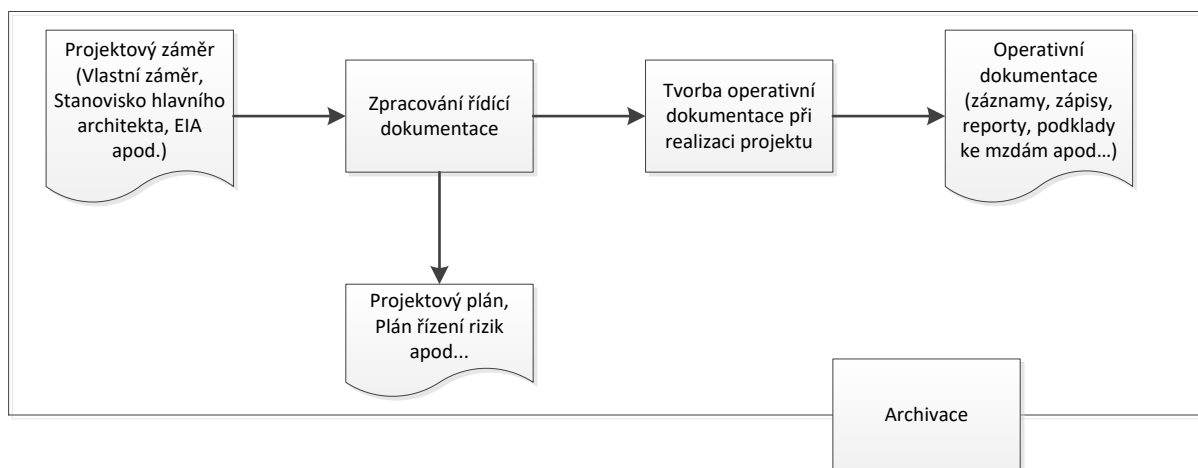 Projektový záměr
(Vlastní záměr,
Stanovisko hlavního
architekta, EIA
apod.)
Zpracování řídící
dokumentace
Tvorba operativní
dokumentace při
realizaci projektu
Operativní
dokumentace
(záznamy, zápisy,
reporty, podklady
ke mzdám apod…)
Projektový plán,
Plán řízení rizik
apod...
Archivace